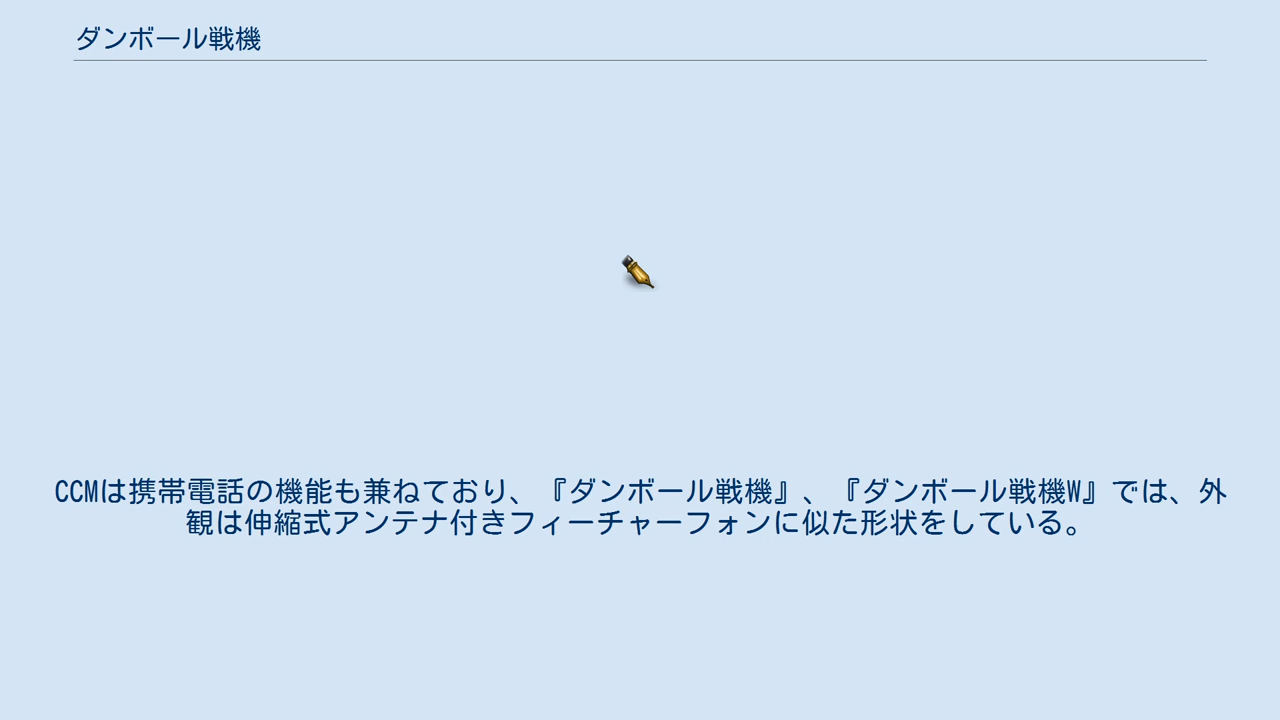 ダンボール戦機
CCMは携帯電話の機能も兼ねており、『ダンボール戦機』、『ダンボール戦機W』では、外
観は伸縮式アンテナ付きフィーチャーフォンに似た形状をしている。